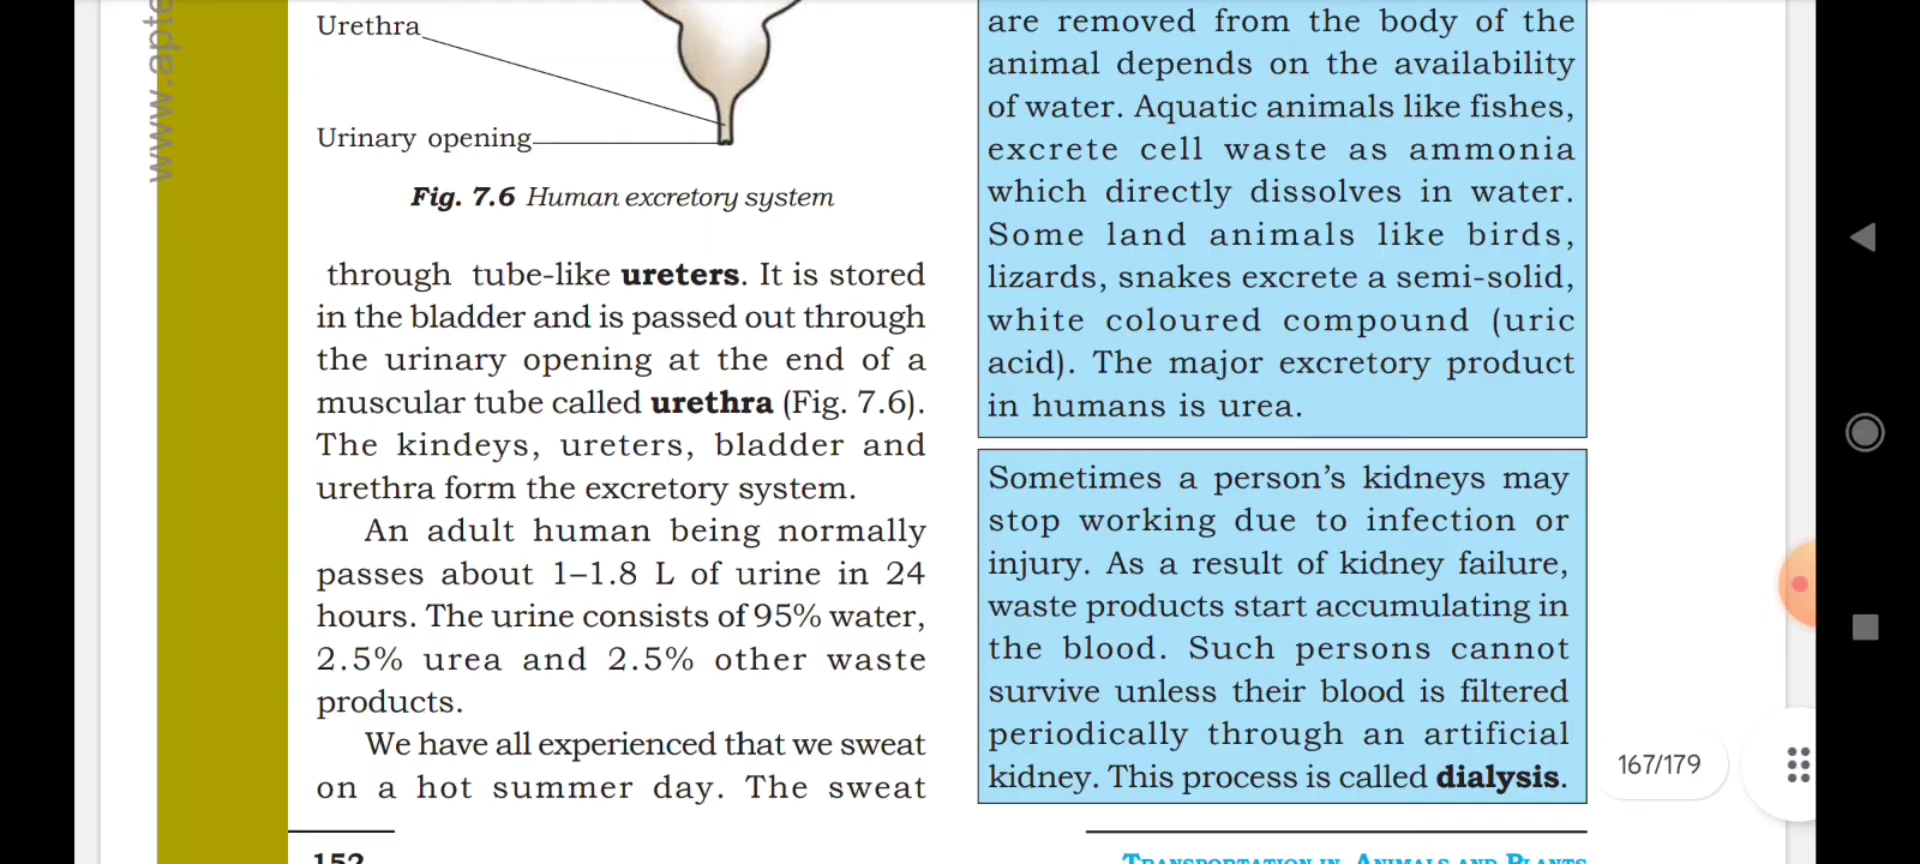 www.apte
Urethra
Urinary opening
Fig. 7.6 Human excretory system
through tube-like ureters. It is stored
in the bladder and is passed out through
the urinary opening at the end of a
muscular tube called urethra (Fig. 7.6).
The kindeys, ureters, bladder and
urethra form the excretory system.
An adult human being normally
passes about 1–1.8 L of urine in 24
hours. The urine consists of 95% water,
2.5% urea and 2.5% other waste
products.
We have all experienced that we sweat
on a hot summer day. The sweat
152
are removed from the body of the
animal depends on the availability
of water. Aquatic animals like fishes,
excrete cell waste as ammonia
which directly dissolves in water.
Some land animals like birds,
lizards, snakes excrete a semi-solid,
white coloured compound (uric
acid). The major excretory product
in humans is urea.
Sometimes a person’s kidneys may
stop working due to infection or
injury. As a result of kidney failure,
waste products start accumulating in
the blood. Such persons cannot
survive unless their blood is filtered
periodically through an artificial
kidney. This process is called dialysis.
Transportation in Animals and Plants
167/179